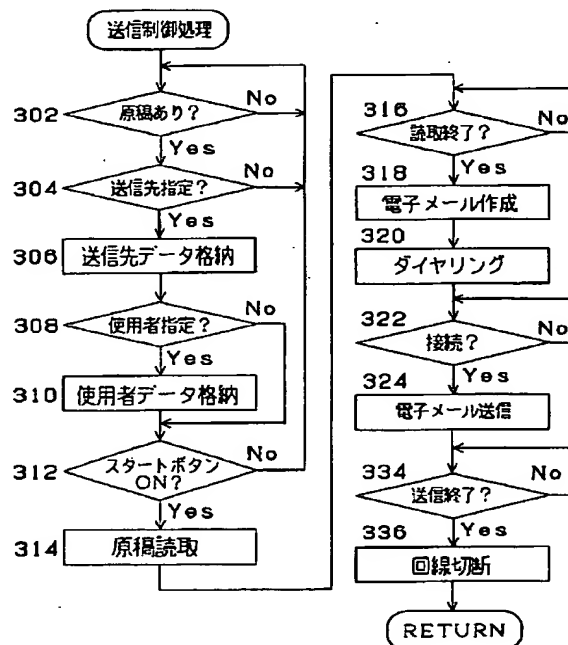 送信制御処理
302
原稿あり?
No
Yes
304
送信先指定?
No
Yes
306
送信先データ格納
308
使用者指定?
No
Yes
310
使用者データ格納
312
スタートボタン
ON?
No
Yes
314
原稿読取
316
読取終了?
No
Yes
318
電子メール作成
320
ダイヤリング
322
接続?
No
Yes
324
電子メール送信
334
送信終了?
No
Yes
336
回線切断
RETURN